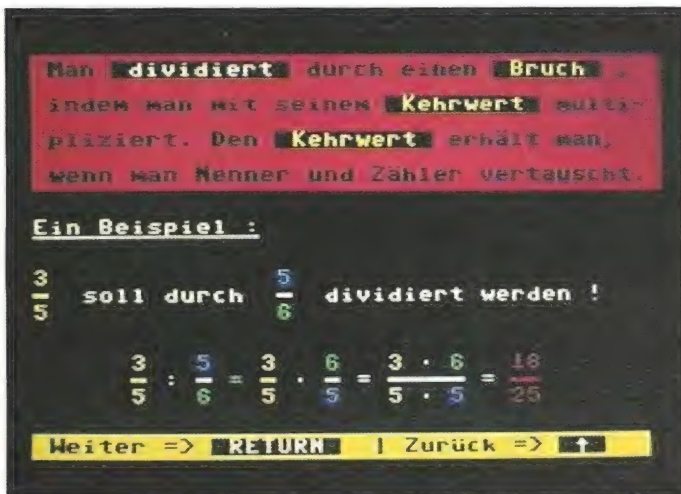 Man dividiert durch einen Bruch ,
indem man mit seinem Kehrwert multi-
pliziert. Den Kehrwert erhält man,
wenn man Nenner und Zähler vertauscht.
Ein Beispiel :
3/5 soll durch 5/6 dividiert werden !
3/5 : 5/6 = 3/5 · 6/5 = 3 · 6/5 · 5 = 18/25
Weiter => RETURN | Zurück => ↑